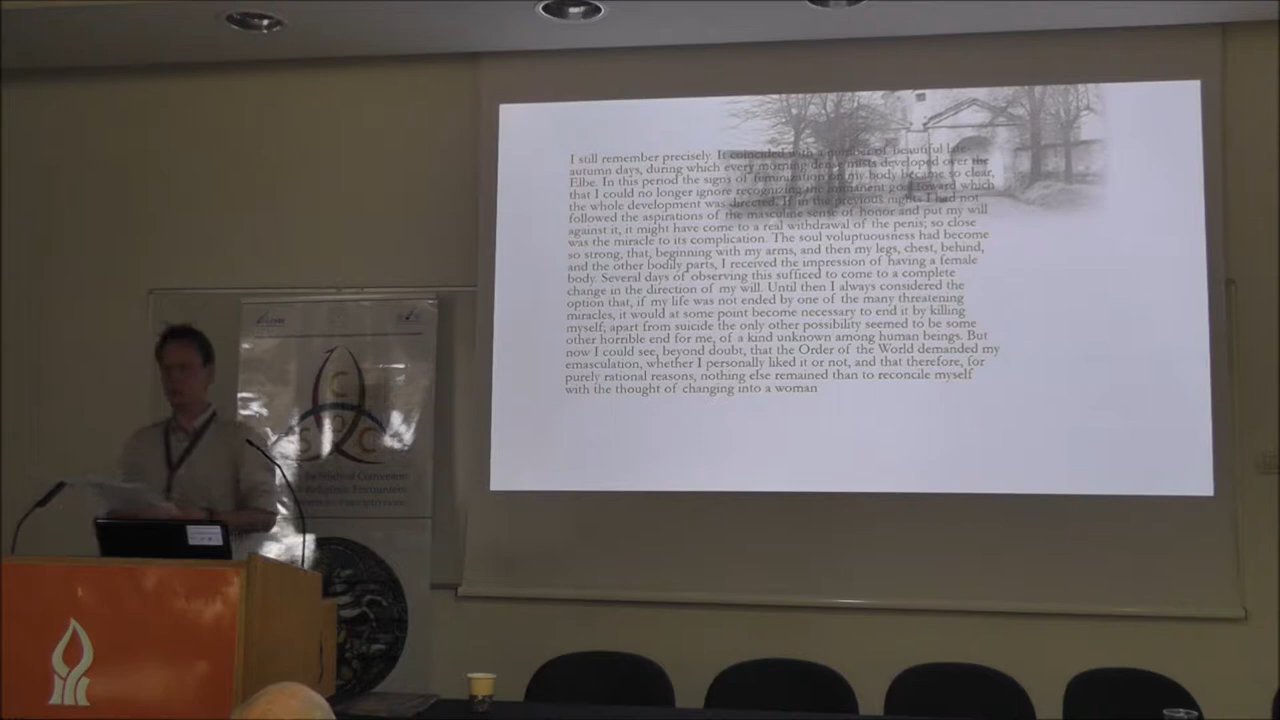 I still remember precisely. It coincided with a number of beautiful late-
autumn days, during which every morning dense mists developed over the
Elbe. In this period the signs of feminization on my body became so clear,
that I could no longer ignore recognizing the immanent goal toward which
the whole development was directed. If in the previous nights I had not
followed the aspirations of the masculine sense of honor and put my will
against it, it might have come to a real withdrawal of the penis; so close
was the miracle to its complication. The soul voluptuousness had become
so strong, that, beginning with my arms, and then my legs, chest, behind,
and the other bodily parts, I received the impression of having a female
body. Several days of observing this sufficed to come to a complete
change in the direction of my will. Until then I always considered the
option that, if my life was not ended by one of the many threatening
miracles, it would at some point become necessary to end it by killing
myself; apart from suicide the only other possibility seemed to be some
other horrible end for me, of a kind unknown among human beings. But
now I could see, beyond doubt, that the Order of the World demanded my
emasculation, whether I personally liked it or not, and that therefore, for
purely rational reasons, nothing else remained than to reconcile myself
with the thought of changing into a woman
C
S O C
the Study of Conversion
Religious Encounters